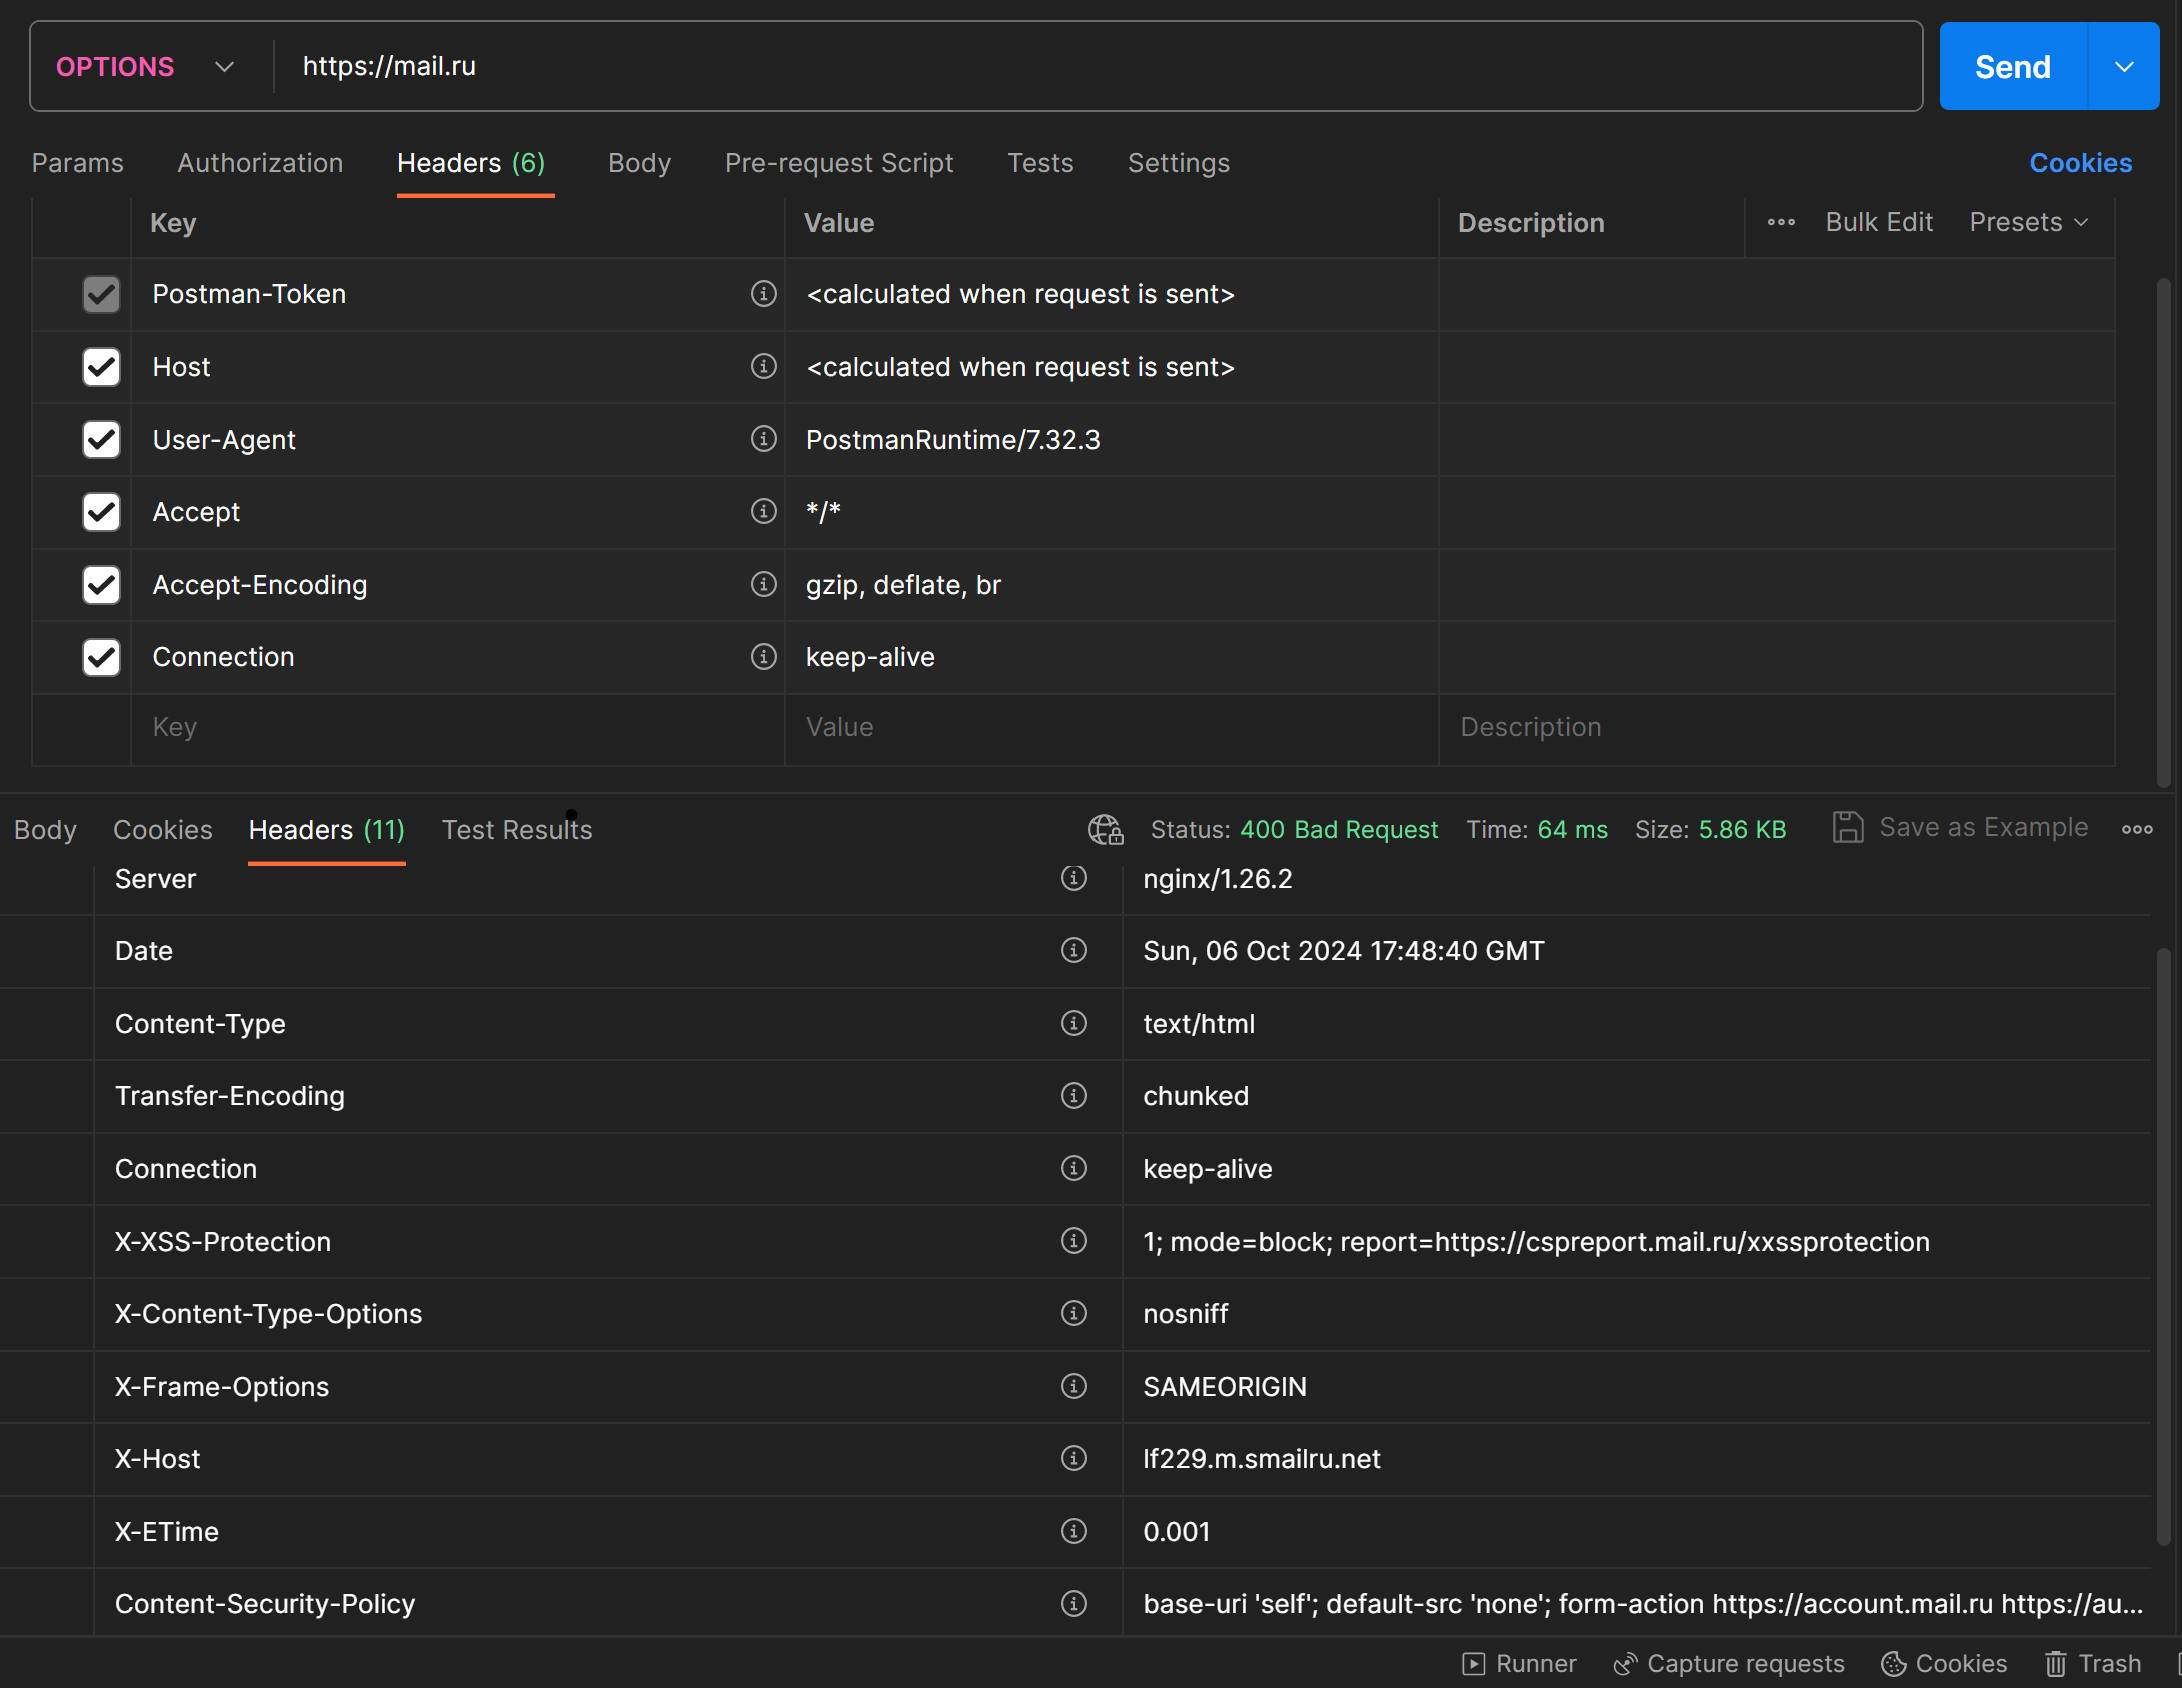 OPTIONS https://mail.ru Send
Params Authorization Headers (6) Body Pre-request Script Tests Settings Cookies
Key Value Description Bulk Edit Presets
Postman-Token <calculated when request is sent>
Host <calculated when request is sent>
User-Agent PostmanRuntime/7.32.3
Accept */*
Accept-Encoding gzip, deflate, br
Connection keep-alive
Key Value Description
Body Cookies Headers (11) Test Results Status: 400 Bad Request Time: 64 ms Size: 5.86 KB Save as Example
Server nginx/1.26.2
Date Sun, 06 Oct 2024 17:48:40 GMT
Content-Type text/html
Transfer-Encoding chunked
Connection keep-alive
X-XSS-Protection 1; mode=block; report=https://cspreport.mail.ru/xxssprotection
X-Content-Type-Options nosniff
X-Frame-Options SAMEORIGIN
X-Host lf229.m.smailru.net
X-ETime 0.001
Content-Security-Policy base-uri 'self'; default-src 'none'; form-action https://account.mail.ru https://au...
Runner Capture requests Cookies Trash